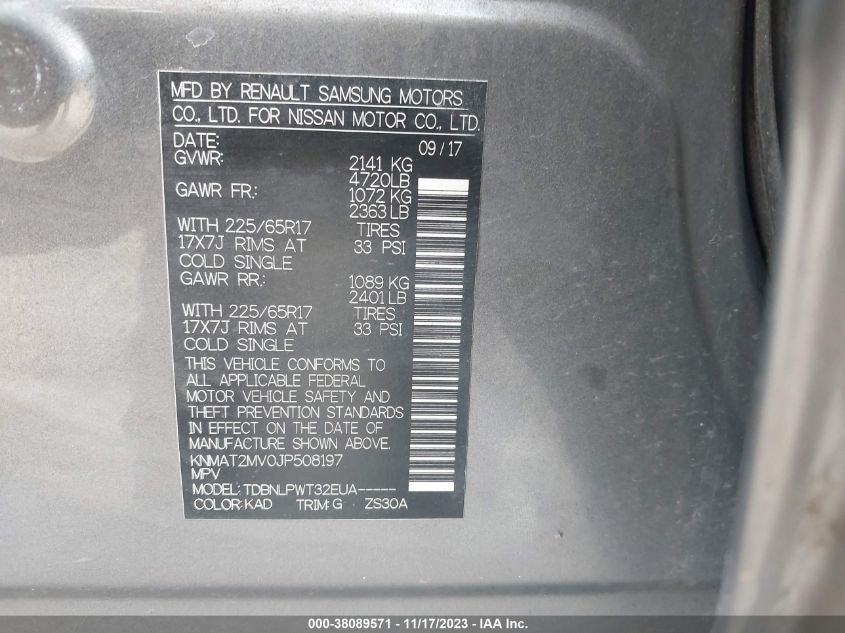 MFD BY RENAULT SAMSUNG MOTORS
CO., LTD. FOR NISSAN MOTOR CO., LTD.
DATE: 09/17
GVWR: 2141 KG
4720LB
GAWR FR.: 1072 KG
2363 LB
WITH 225/65R17 TIRES
17X7J RIMS AT 33 PSI
COLD SINGLE
GAWR RR.: 1089 KG
2401 LB
WITH 225/65R17 TIRES
17X7J RIMS AT 33 PSI
COLD SINGLE
THIS VEHICLE CONFORMS TO
ALL APPLICABLE FEDERAL
MOTOR VEHICLE SAFETY AND
THEFT PREVENTION STANDARDS
IN EFFECT ON THE DATE OF
MANUFACTURE SHOWN ABOVE.
KNMAT2MV0JP508197
MPV
MODEL: TDBNLPWT32EUA-----
COLOR: KAD TRIM: G ZS30A
000-38089571 - 11/17/2023 - IAA Inc.